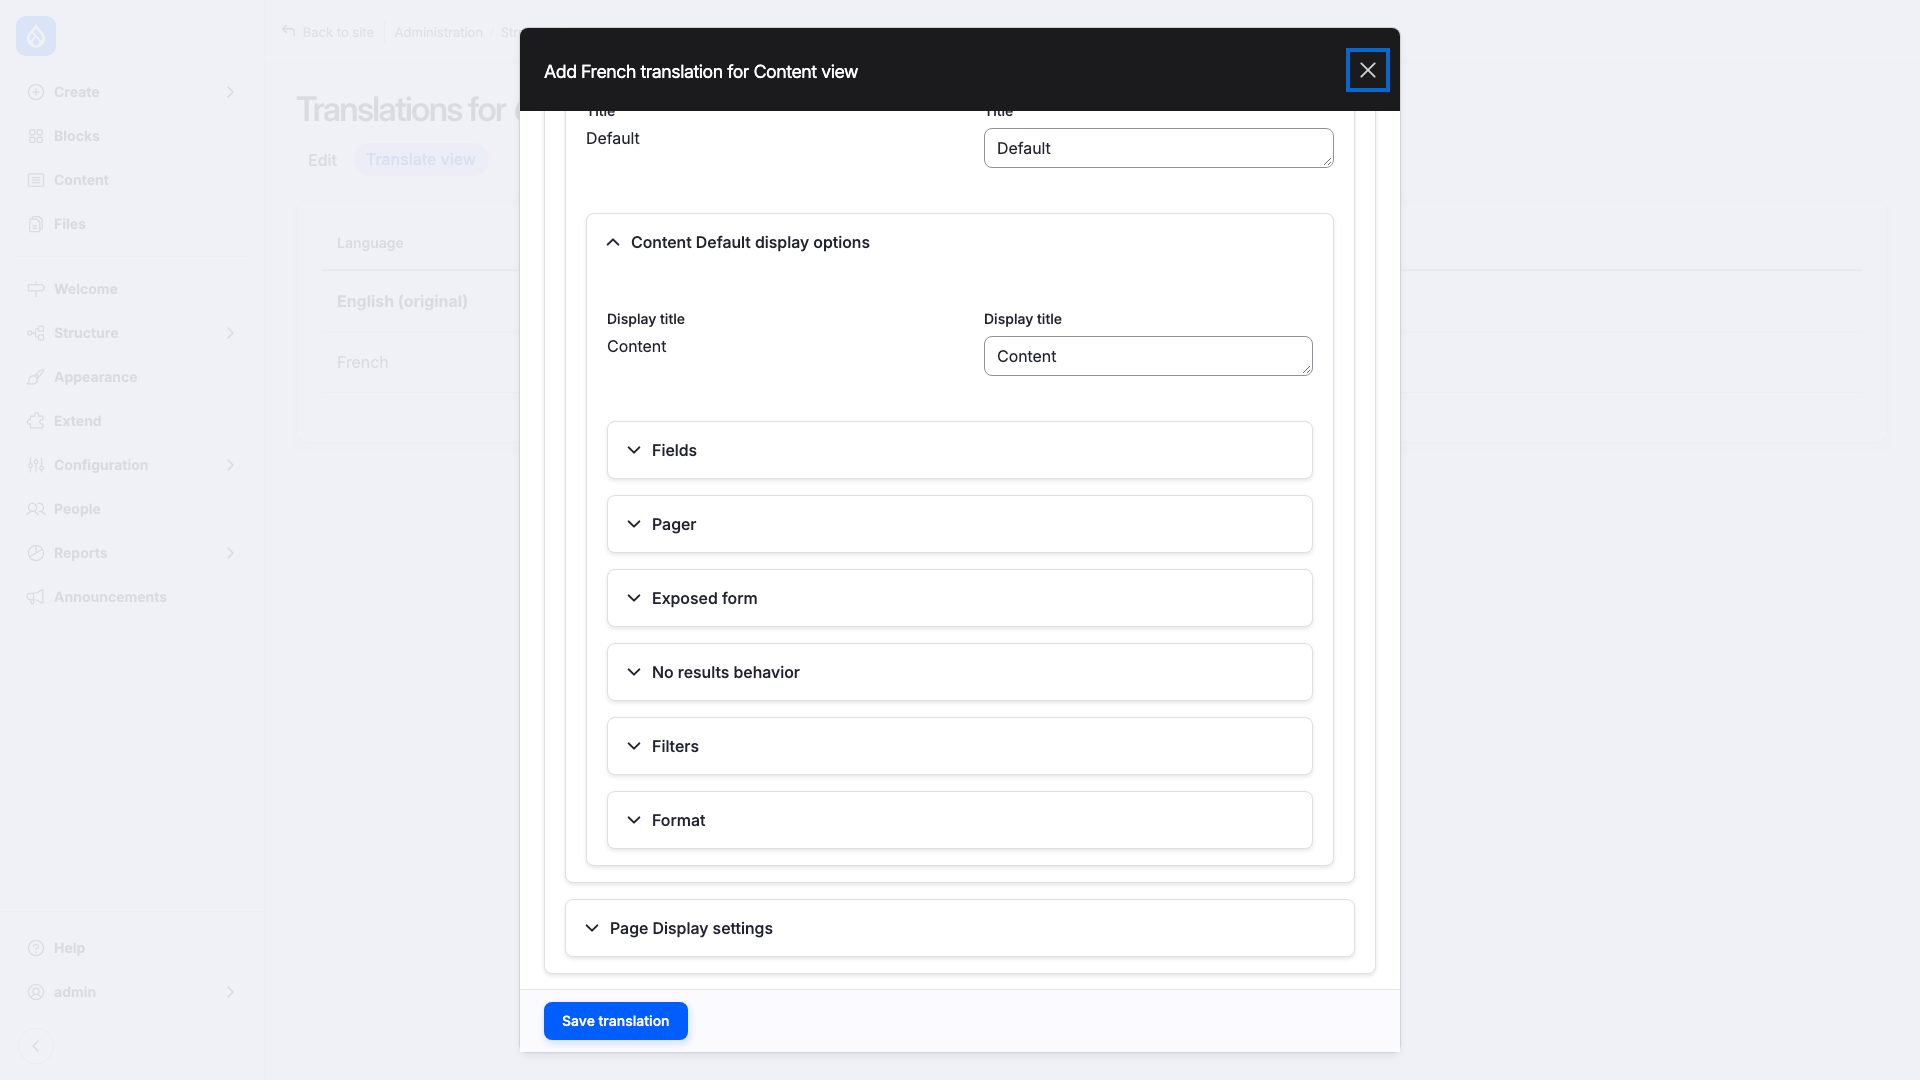 Back to site
Administration
Add French translation for Content view
Create
Blocks
Content
Files
Welcome
Structure
Appearance
Extend
Configuration
People
Reports
Announcements
Help
admin
Translations for
Edit
Translate view
Language
English (original)
French
Title
Title
Default
Default
Content Default display options
Display title
Display title
Content
Content
Fields
Pager
Exposed form
No results behavior
Filters
Format
Page Display settings
Save translation